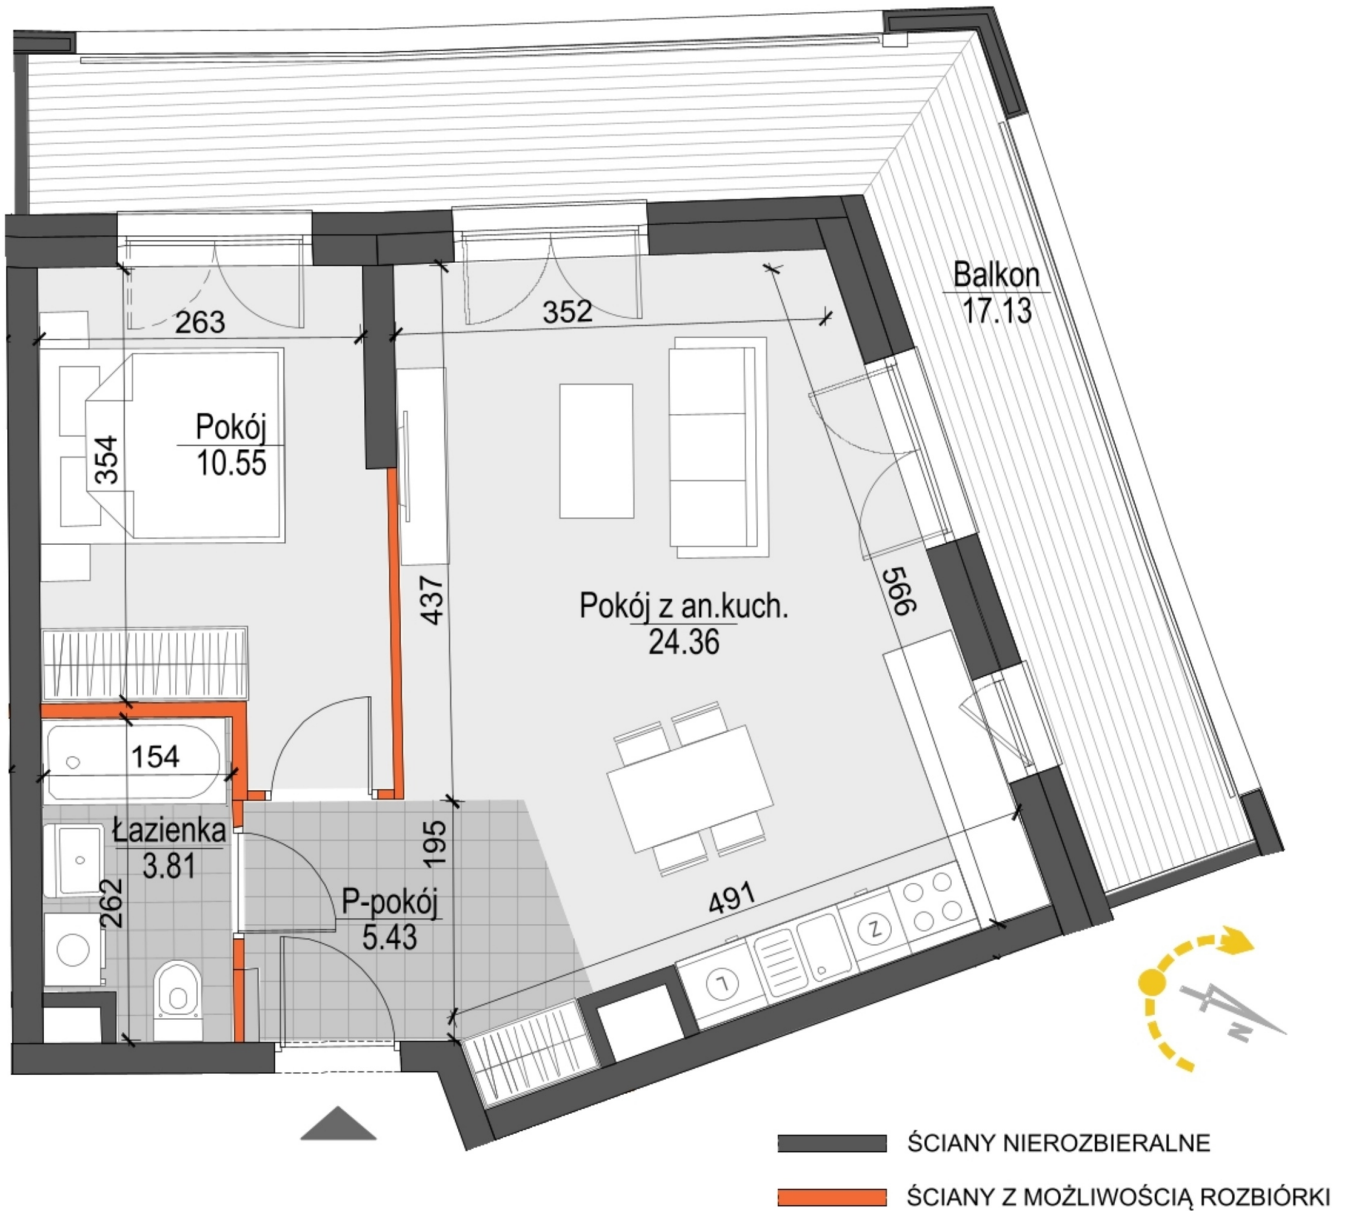 Balkon
17.13
263
352
Pokój
10.55
354
437
566
Pokój z an.kuch.
24.36
154
Łazienka
3.81
262
195
P-pokój
5.43
491
L
Z
N
ŚCIANY NIEROZBIERALNE
ŚCIANY Z MOŻLIWOŚCIĄ ROZBIÓRKI